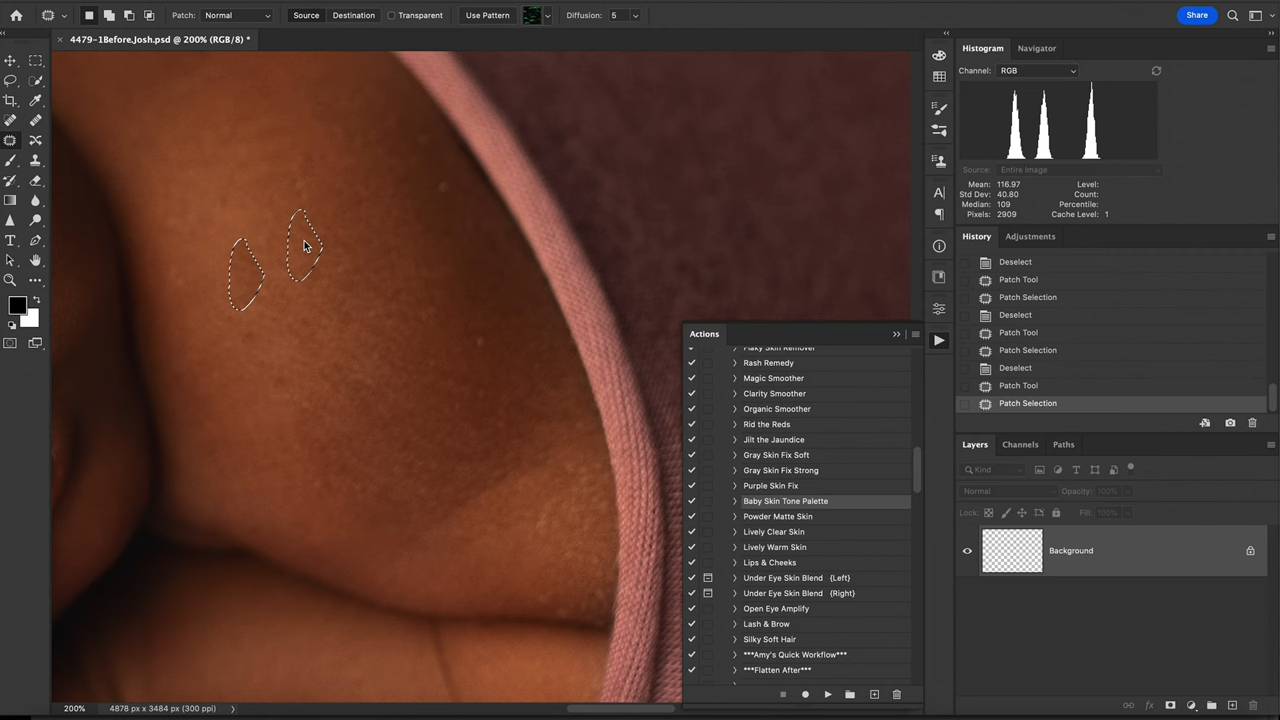 Patch: Normal Source Destination Transparent Use Pattern Diffusion: 5 Share
4479-1Before.Josh.psd @ 200% (RGB/8) *
Histogram Navigator
Channel: RGB
Source: Entire Image
Mean: 116.97 Level:
Std Dev: 40.80 Count:
Median: 109 Percentile:
Pixels: 2909 Cache Level: 1
History Adjustments
Deselect
Patch Tool
Patch Selection
Deselect
Patch Tool
Patch Selection
Deselect
Patch Tool
Patch Selection
Actions
Flaky Skin Remover
Rash Remedy
Magic Smoother
Clarity Smoother
Organic Smoother
Rid the Reds
Jilt the Jaundice
Gray Skin Fix Soft
Gray Skin Fix Strong
Purple Skin Fix
Baby Skin Tone Palette
Powder Matte Skin
Lively Clear Skin
Lively Warm Skin
Lips & Cheeks
Under Eye Skin Blend {Left}
Under Eye Skin Blend {Right}
Open Eye Amplify
Lash & Brow
Silky Soft Hair
***Amy's Quick Workflow***
***Flatten After***
Layers Channels Paths
Kind
Normal Opacity: 100%
Lock: Fill: 100%
Background
200% 4878 px x 3484 px (300 ppi)